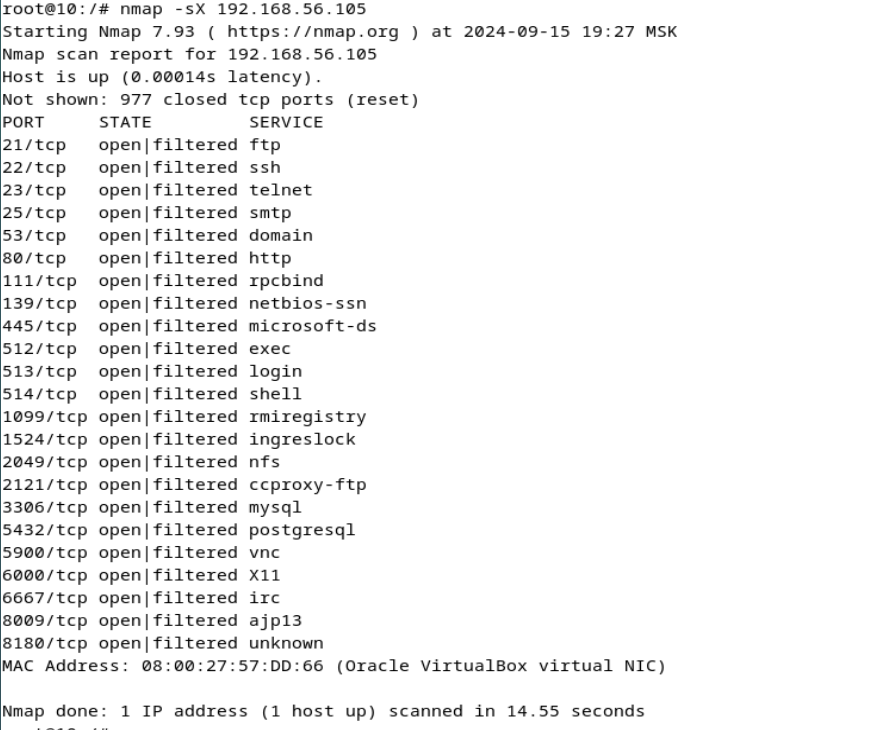 root@10:/# nmap -sX 192.168.56.105
Starting Nmap 7.93 ( https://nmap.org ) at 2024-09-15 19:27 MSK
Nmap scan report for 192.168.56.105
Host is up (0.00014s latency).
Not shown: 977 closed tcp ports (reset)
PORT     STATE         SERVICE
21/tcp   open|filtered ftp
22/tcp   open|filtered ssh
23/tcp   open|filtered telnet
25/tcp   open|filtered smtp
53/tcp   open|filtered domain
80/tcp   open|filtered http
111/tcp  open|filtered rpcbind
139/tcp  open|filtered netbios-ssn
445/tcp  open|filtered microsoft-ds
512/tcp  open|filtered exec
513/tcp  open|filtered login
514/tcp  open|filtered shell
1099/tcp open|filtered rmiregistry
1524/tcp open|filtered ingreslock
2049/tcp open|filtered nfs
2121/tcp open|filtered ccproxy-ftp
3306/tcp open|filtered mysql
5432/tcp open|filtered postgresql
5900/tcp open|filtered vnc
6000/tcp open|filtered X11
6667/tcp open|filtered irc
8009/tcp open|filtered ajp13
8180/tcp open|filtered unknown
MAC Address: 08:00:27:57:DD:66 (Oracle VirtualBox virtual NIC)

Nmap done: 1 IP address (1 host up) scanned in 14.55 seconds